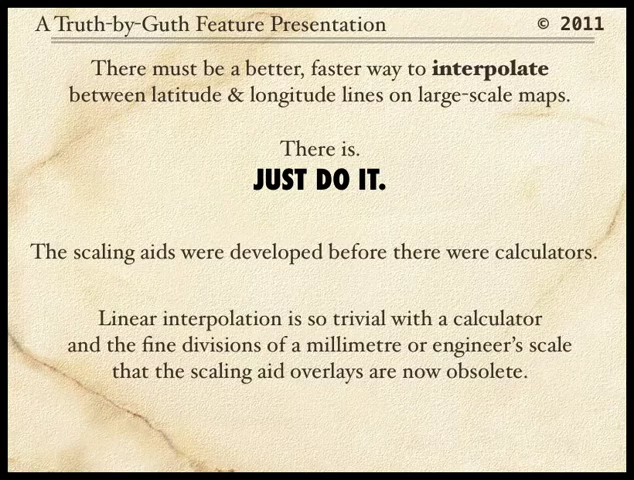 A Truth-by-Guth Feature Presentation © 2011
There must be a better, faster way to interpolate
between latitude & longitude lines on large-scale maps.
There is.
JUST DO IT.
The scaling aids were developed before there were calculators.
Linear interpolation is so trivial with a calculator
and the fine divisions of a millimetre or engineer's scale
that the scaling aid overlays are now obsolete.